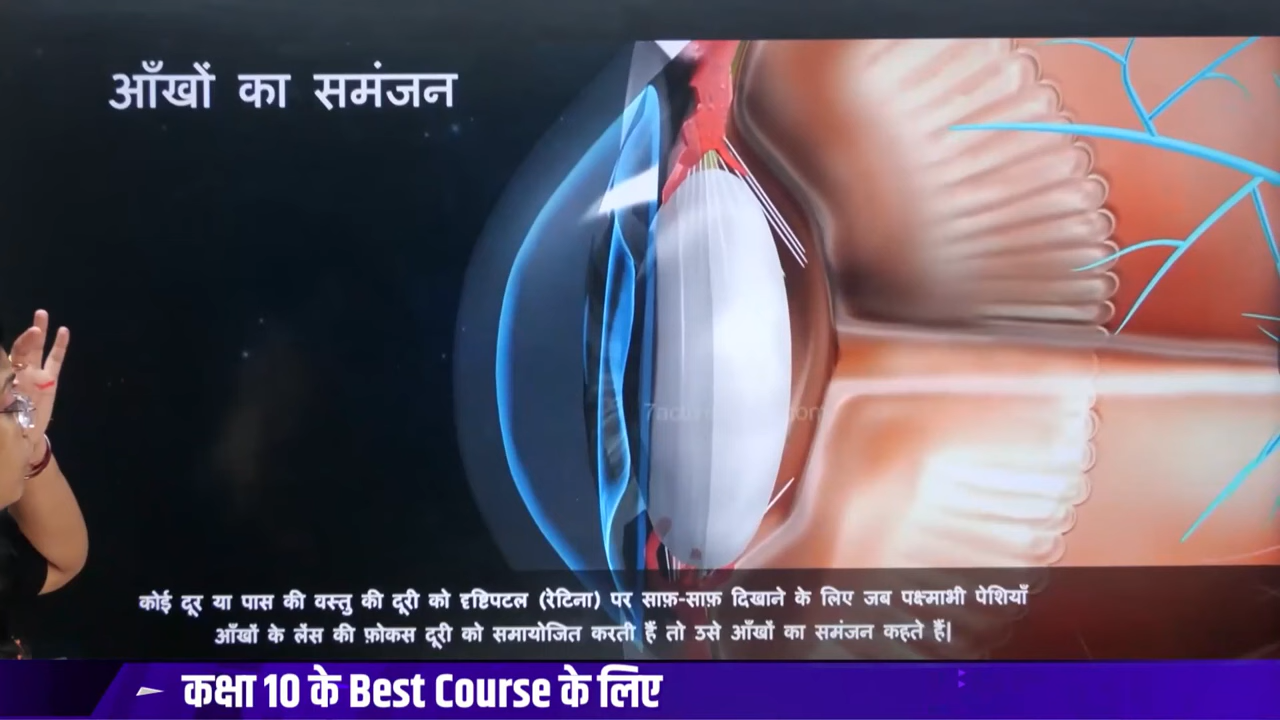 आँखों का समंजन
कोई दूर या पास की वस्तु की दूरी को दृष्टिपटल (रेटिना) पर साफ़-साफ़ दिखाने के लिए जब पक्ष्माभी पेशियाँ
आँखों के लेंस की फ़ोकस दूरी को समायोजित करती हैं तो उसे आँखों का समंजन कहते हैं|
कक्षा 10 के Best Course के लिए